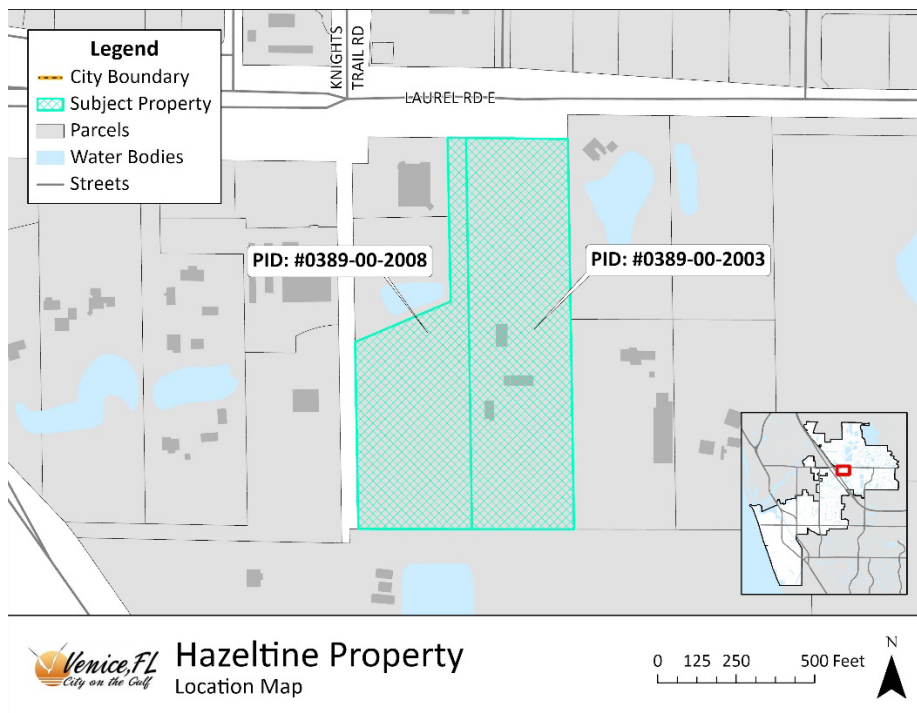 Legend
City Boundary
Subject Property
Parcels
Water Bodies
Streets
KNIGHTS
TRAIL RD
LAUREL RD E
PID: #0389-00-2008
PID: #0389-00-2003
Venice, FL
City on the Gulf
Hazeltine Property
Location Map
0 125 250 500 Feet
N